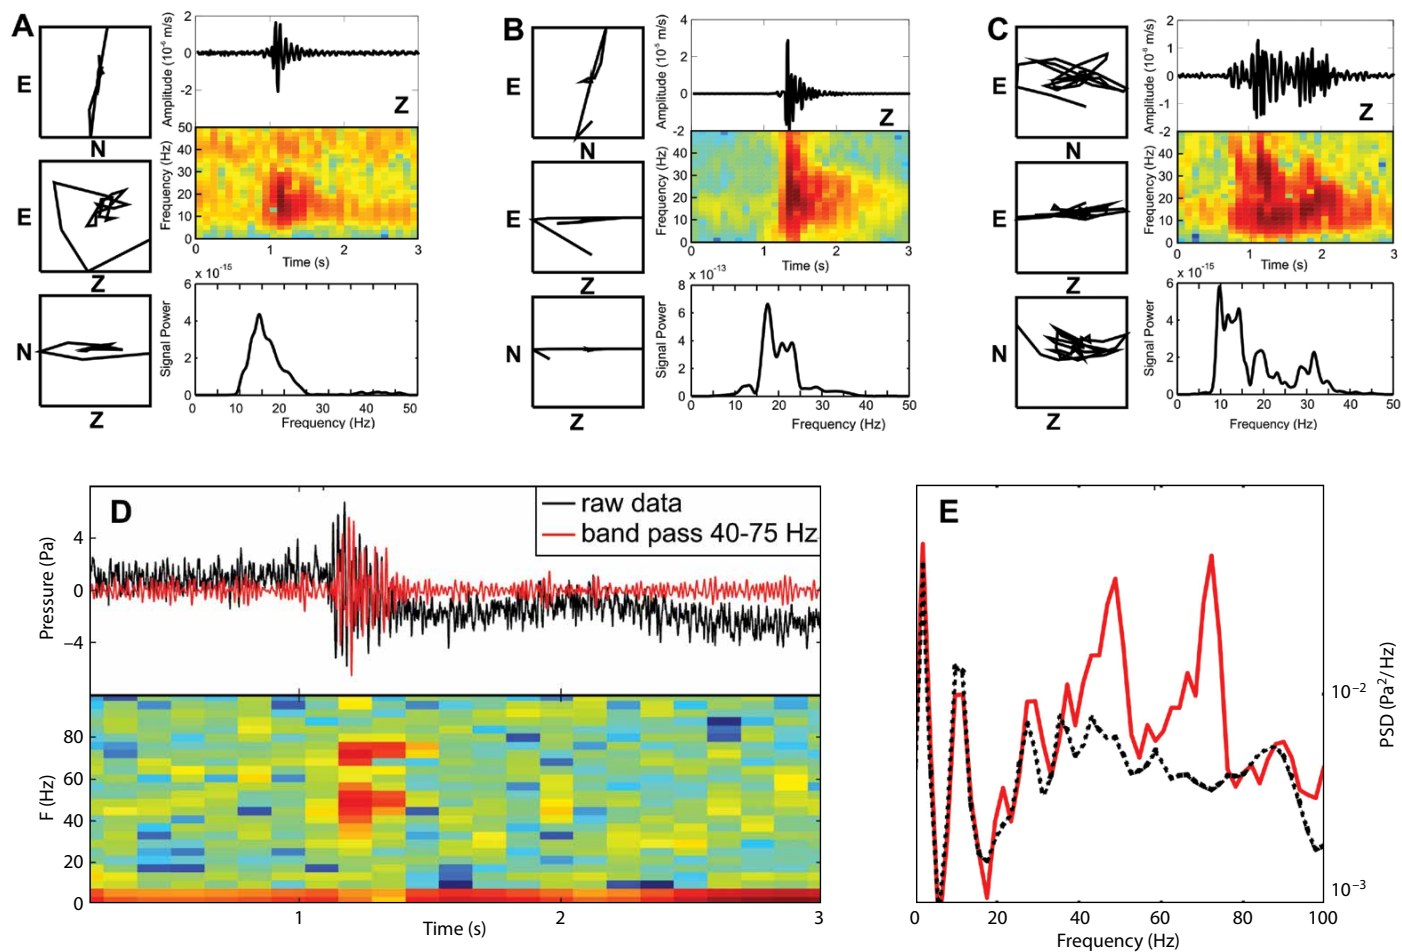 A
E
N
E
Z
N
Z
Amplitude (10⁻⁶ m/s)
2
0
-2
Z
Frequency (Hz)
50
40
30
20
10
0
0 1 2 3
Time (s)
x 10⁻¹⁵
Signal Power
6
4
2
0
0 10 20 30 40 50
Frequency (Hz)
B
E
N
E
Z
N
Z
Amplitude (10⁻⁵ m/s)
4
2
0
-2
Z
Frequency (Hz)
40
30
20
10
0
0 1 2 3
Time (s)
x 10⁻¹³
Signal Power
8
6
4
2
0
0 10 20 30 40 50
Frequency (Hz)
C
E
N
E
Z
N
Z
Amplitude (10⁻⁶ m/s)
2
1
0
-1
-2
Z
Frequency (Hz)
40
30
20
10
0
0 1 2 3
Time (s)
x 10⁻¹⁵
Signal Power
6
4
2
0
0 10 20 30 40 50
Frequency (Hz)
D
raw data
band pass 40-75 Hz
Pressure (Pa)
4
0
−4
F (Hz)
80
60
40
20
0
1 2 3
Time (s)
E
PSD (Pa²/Hz)
10⁻²
10⁻³
0 20 40 60 80 100
Frequency (Hz)